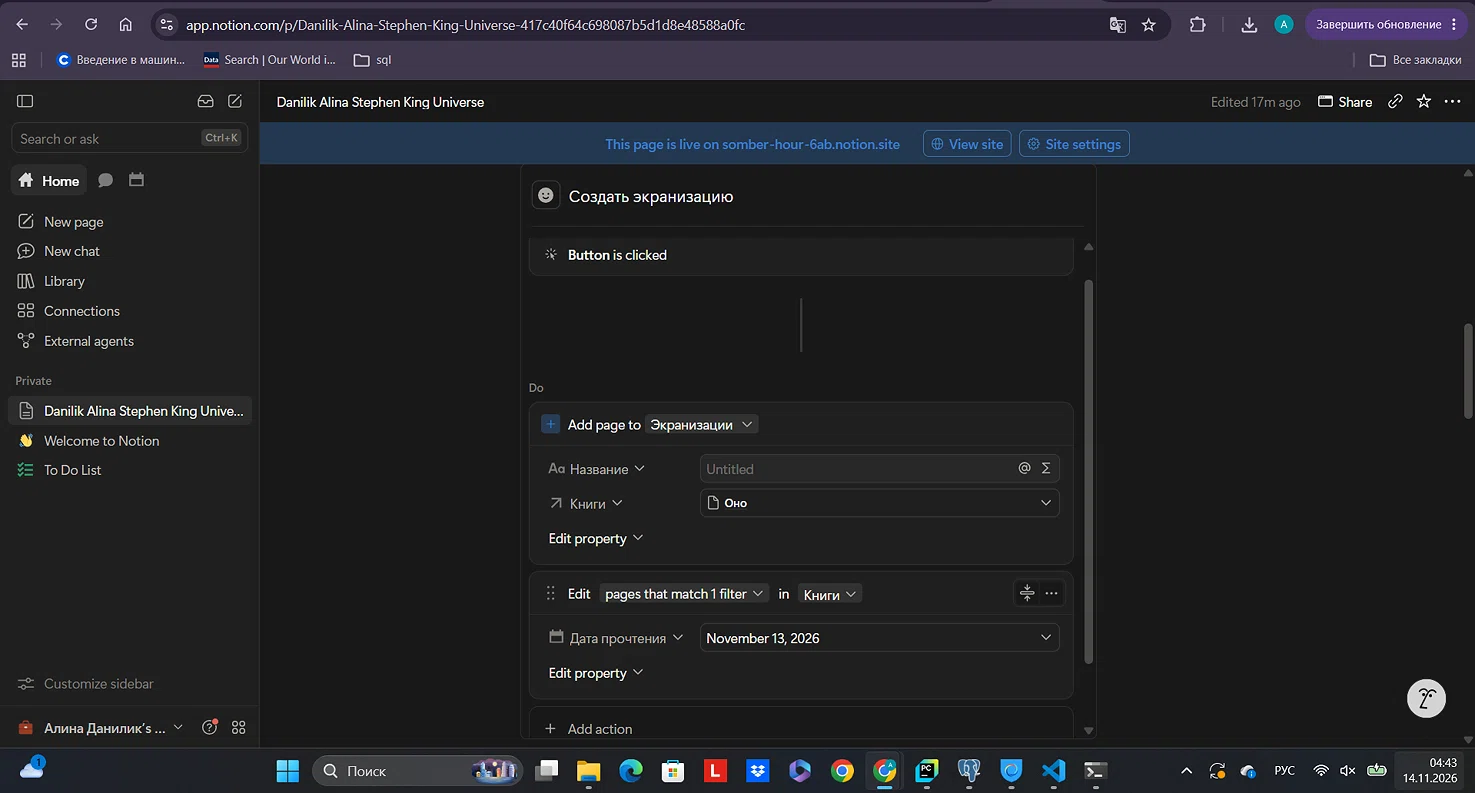 app.notion.com/p/Danilik-Alina-Stephen-King-Universe-417c40f64c698087b5d1d8e48588a0fc
A
Завершить обновление
Введение в машин...
Data
Search | Our World i...
sql
Все закладки
Danilik Alina Stephen King Universe
Edited 17m ago
Share
Search or ask
Ctrl+K
This page is live on somber-hour-6ab.notion.site
View site
Site settings
Home
New page
New chat
Library
Connections
External agents
Private
Danilik Alina Stephen King Unive...
Welcome to Notion
To Do List
Customize sidebar
Алина Данилик’s ...
Создать экранизацию
Button is clicked
Do
Add page to Экранизации
Aa Название
Untitled
@ Σ
Книги
Оно
Edit property
Edit pages that match 1 filter in Книги
Дата прочтения
November 13, 2026
Edit property
+ Add action
1
Поиск
L
A
PC
РУС
04:43
14.11.2026